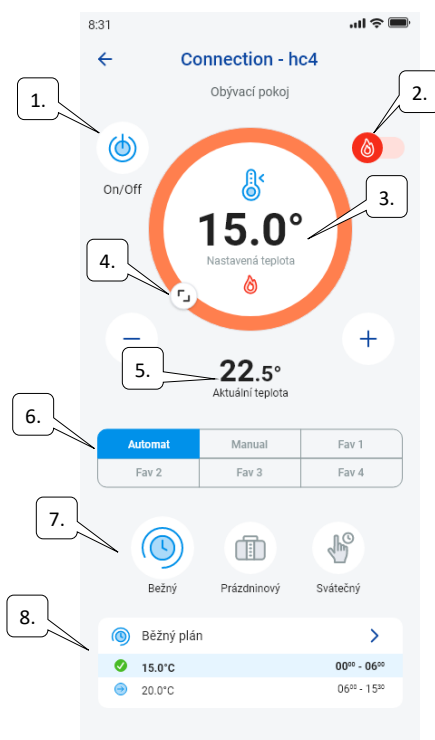 8:31
Connection - hc4
Obývací pokoj
1.
2.
On/Off
3.
15.0°
Nastavená teplota
4.
5.
22.5°
Aktuální teplota
6.
Automat Manual Fav 1
Fav 2 Fav 3 Fav 4
7.
Bežný Prázdninový Svátečný
8.
Běžný plán
15.0°C 00⁰⁰ - 06⁰⁰
20.0°C 06⁰⁰ - 15³⁰